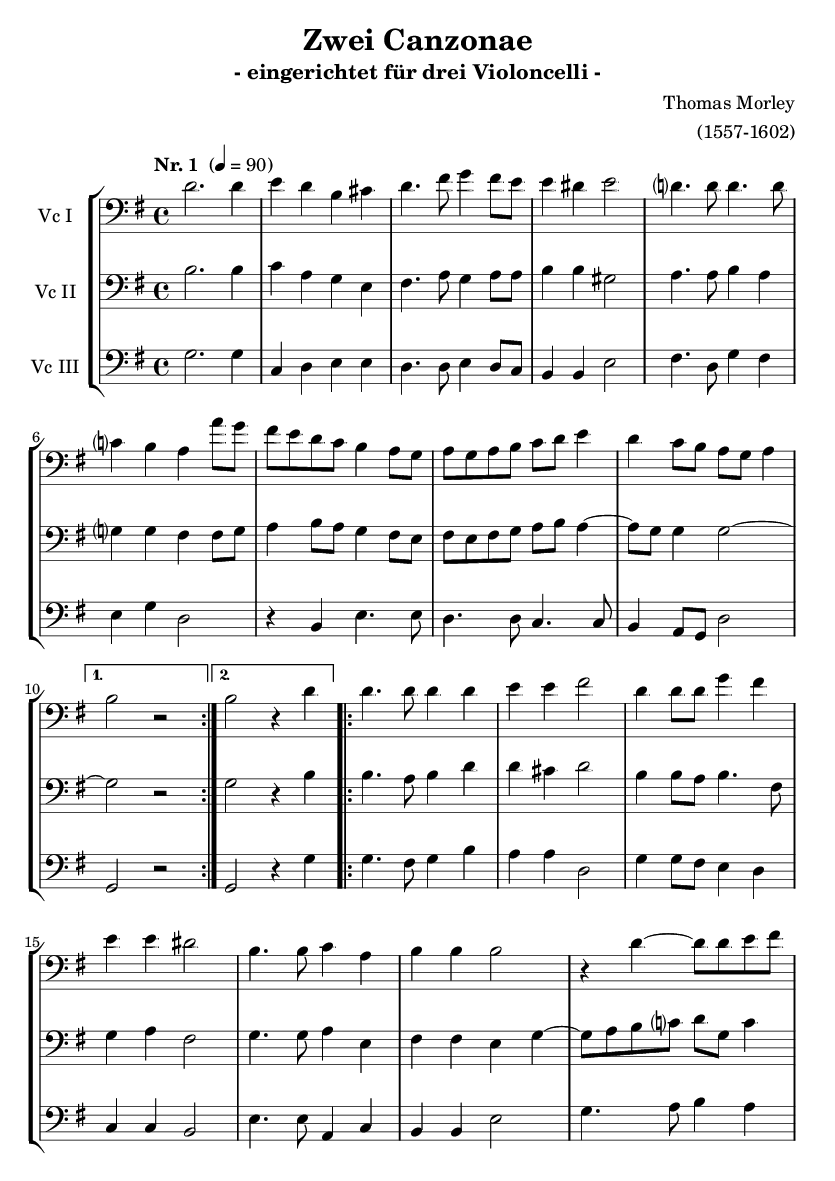 Zwei Canzonae
- eingerichtet für drei Violoncelli -
Thomas Morley
(1557-1602)
Nr. 1 (♩ = 90)
Vc I
Vc II
Vc III
6
10
1.
2.
15